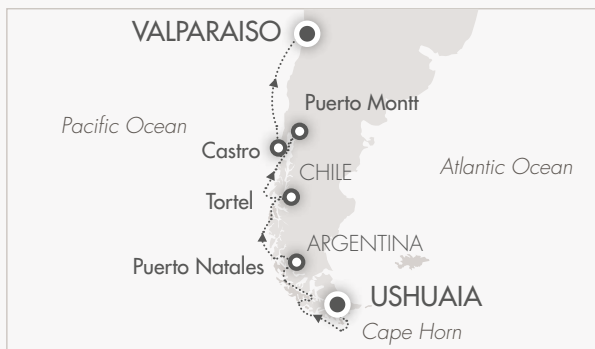 VALPARAISO
Puerto Montt
Pacific Ocean
Castro
Atlantic Ocean
CHILE
Tortel
ARGENTINA
Puerto Natales
USHUAIA
Cape Horn